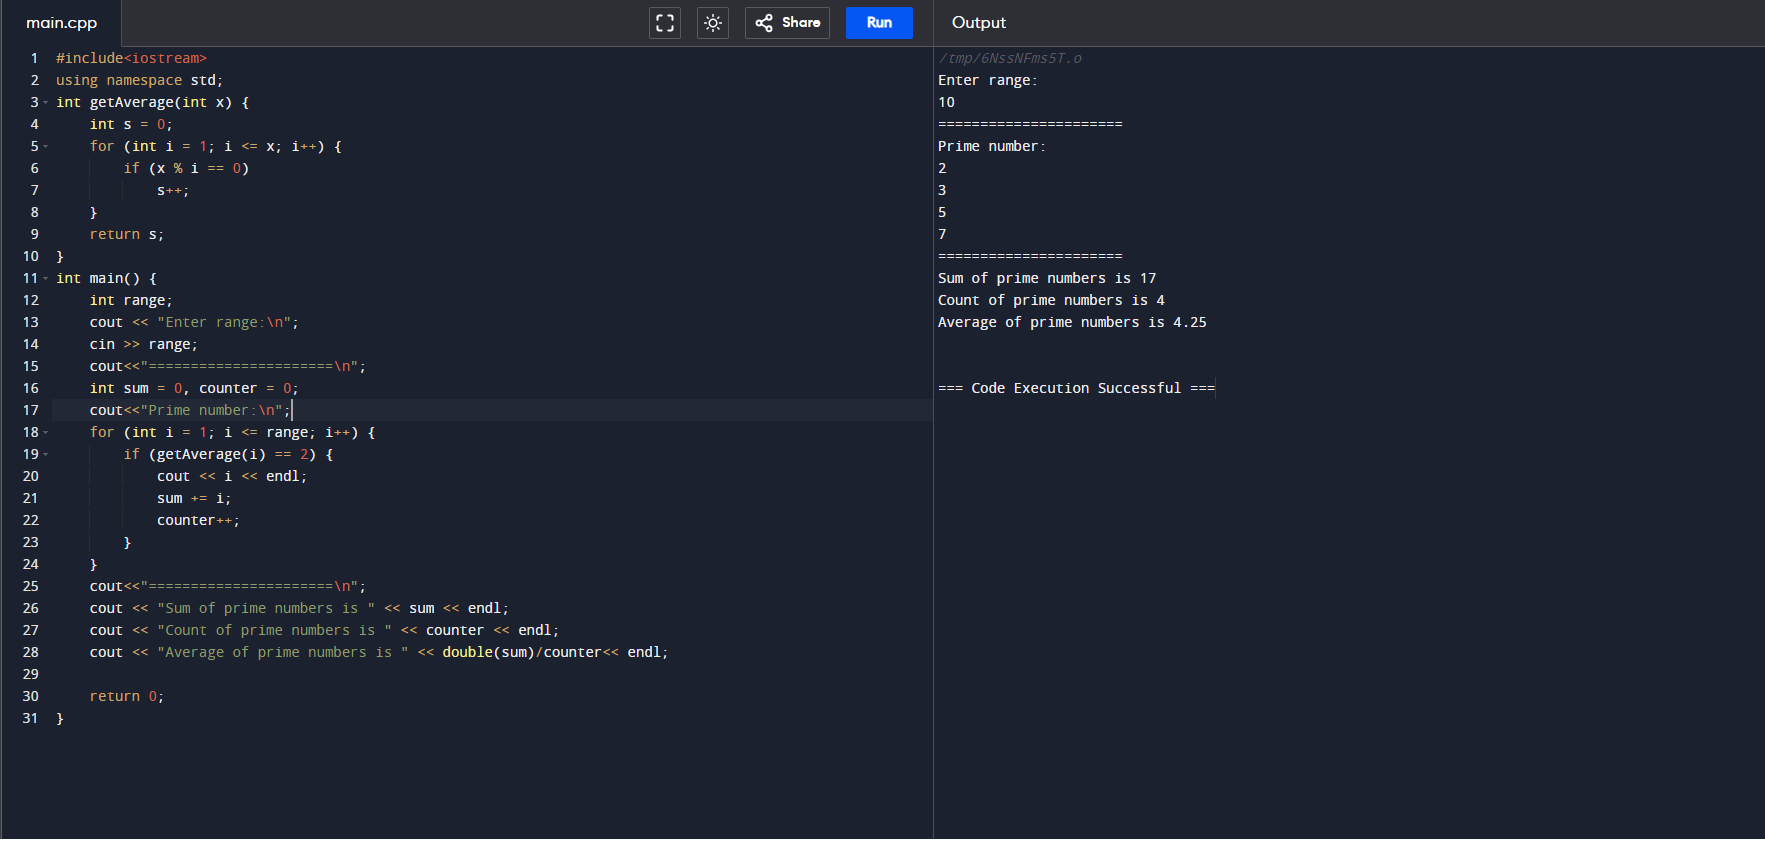 main.cpp
Share
Run
Output
1 #include<iostream>
2 using namespace std;
3 int getAverage(int x) {
4     int s = 0;
5     for (int i = 1; i <= x; i++) {
6         if (x % i == 0)
7             s++;
8     }
9     return s;
10 }
11 int main() {
12     int range;
13     cout << "Enter range:\n";
14     cin >> range;
15     cout<<"======================\n";
16     int sum = 0, counter = 0;
17     cout<<"Prime number:\n";
18     for (int i = 1; i <= range; i++) {
19         if (getAverage(i) == 2) {
20             cout << i << endl;
21             sum += i;
22             counter++;
23         }
24     }
25     cout<<"======================\n";
26     cout << "Sum of prime numbers is " << sum << endl;
27     cout << "Count of prime numbers is " << counter << endl;
28     cout << "Average of prime numbers is " << double(sum)/counter<< endl;
29
30     return 0;
31 }
/tmp/6NssNFms5T.o
Enter range:
10
======================
Prime number:
2
3
5
7
======================
Sum of prime numbers is 17
Count of prime numbers is 4
Average of prime numbers is 4.25
=== Code Execution Successful ===